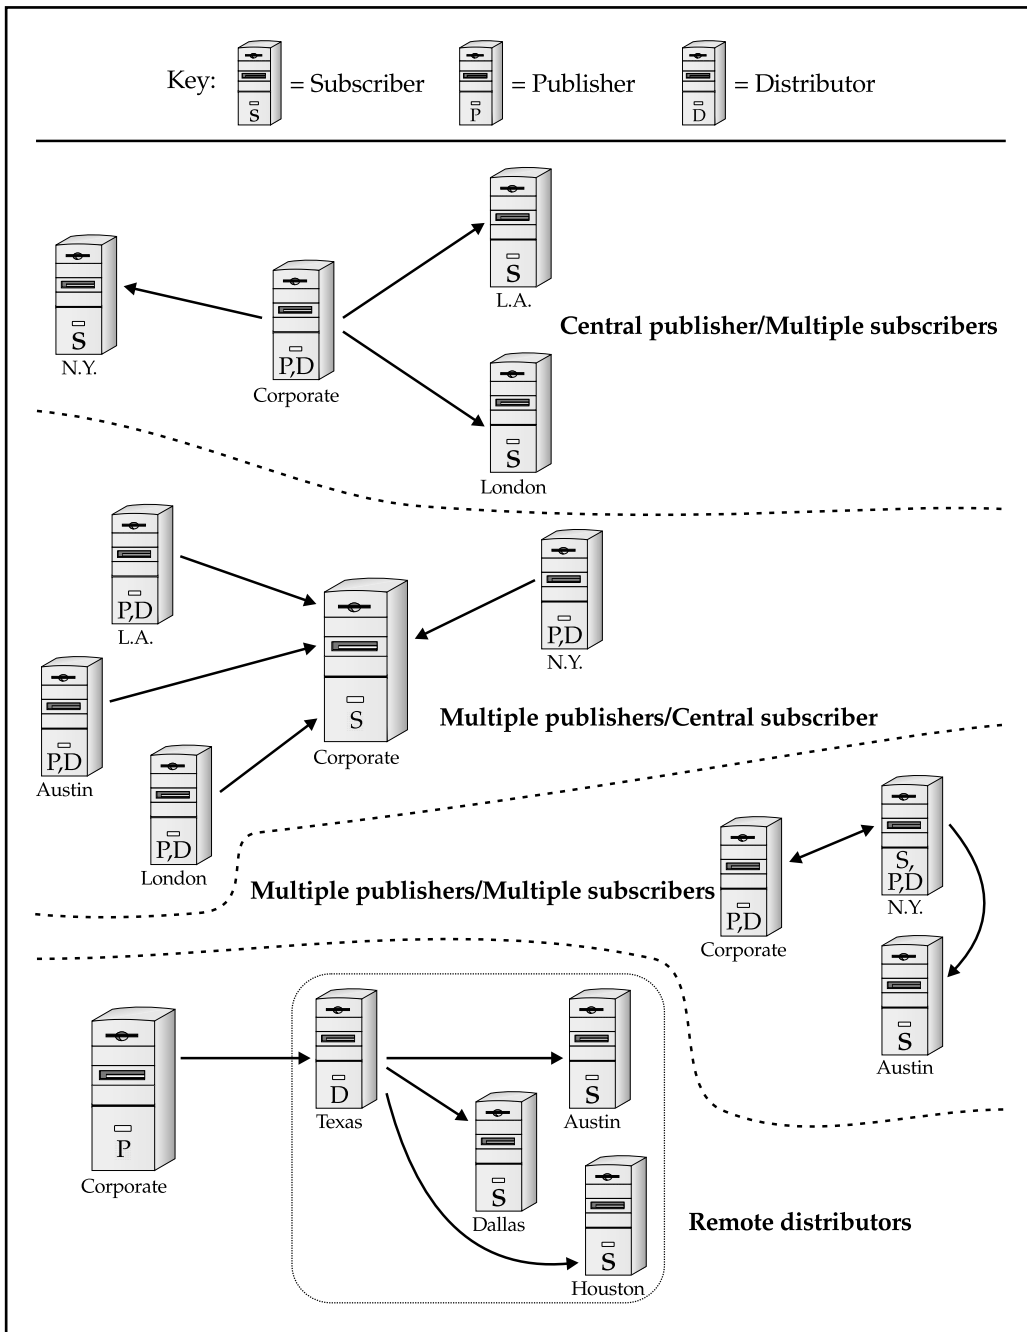 Key: S = Subscriber P = Publisher D = Distributor
S
L.A.
S
N.Y.
P,D
Corporate
Central publisher/Multiple subscribers
S
London
P,D
L.A.
P,D
N.Y.
P,D
Austin
S
Corporate
Multiple publishers/Central subscriber
P,D
London
Multiple publishers/Multiple subscribers
P,D
Corporate
S,
P,D
N.Y.
S
Austin
P
Corporate
D
Texas
S
Austin
S
Dallas
S
Houston
Remote distributors